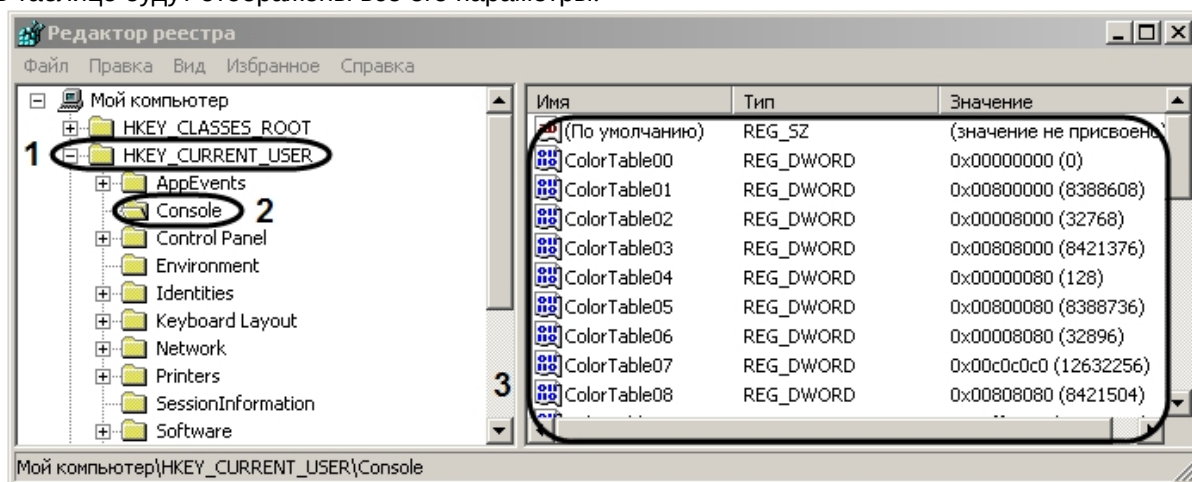 таблице будут отображены все его параметры.
Редактор реестра
Файл Правка Вид Избранное Справка
Мой компьютер
HKEY_CLASSES_ROOT
1 HKEY_CURRENT_USER
AppEvents
Console 2
Control Panel
Environment
Identities
Keyboard Layout
Network
Printers
SessionInformation
Software
3
Имя Тип Значение
(По умолчанию) REG_SZ (значение не присвоено)
ColorTable00 REG_DWORD 0x00000000 (0)
ColorTable01 REG_DWORD 0x00800000 (8388608)
ColorTable02 REG_DWORD 0x00008000 (32768)
ColorTable03 REG_DWORD 0x00808000 (8421376)
ColorTable04 REG_DWORD 0x00000080 (128)
ColorTable05 REG_DWORD 0x00800080 (8388736)
ColorTable06 REG_DWORD 0x00008080 (32896)
ColorTable07 REG_DWORD 0x00c0c0c0 (12632256)
ColorTable08 REG_DWORD 0x00808080 (8421504)
Мой компьютер\HKEY_CURRENT_USER\Console